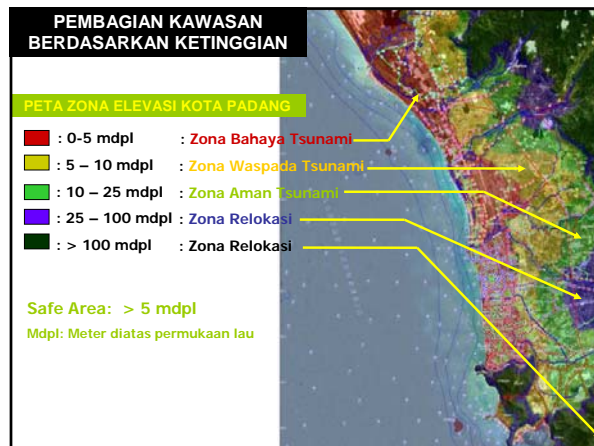 PEMBAGIAN KAWASAN
BERDASARKAN KETINGGIAN
PETA ZONA ELEVASI KOTA PADANG
: 0-5 mdpl : Zona Bahaya Tsunami
: 5 – 10 mdpl : Zona Waspada Tsunami
: 10 – 25 mdpl : Zona Aman Tsunami
: 25 – 100 mdpl : Zona Relokasi
: > 100 mdpl : Zona Relokasi
Safe Area: > 5 mdpl
Mdpl: Meter diatas permukaan lau